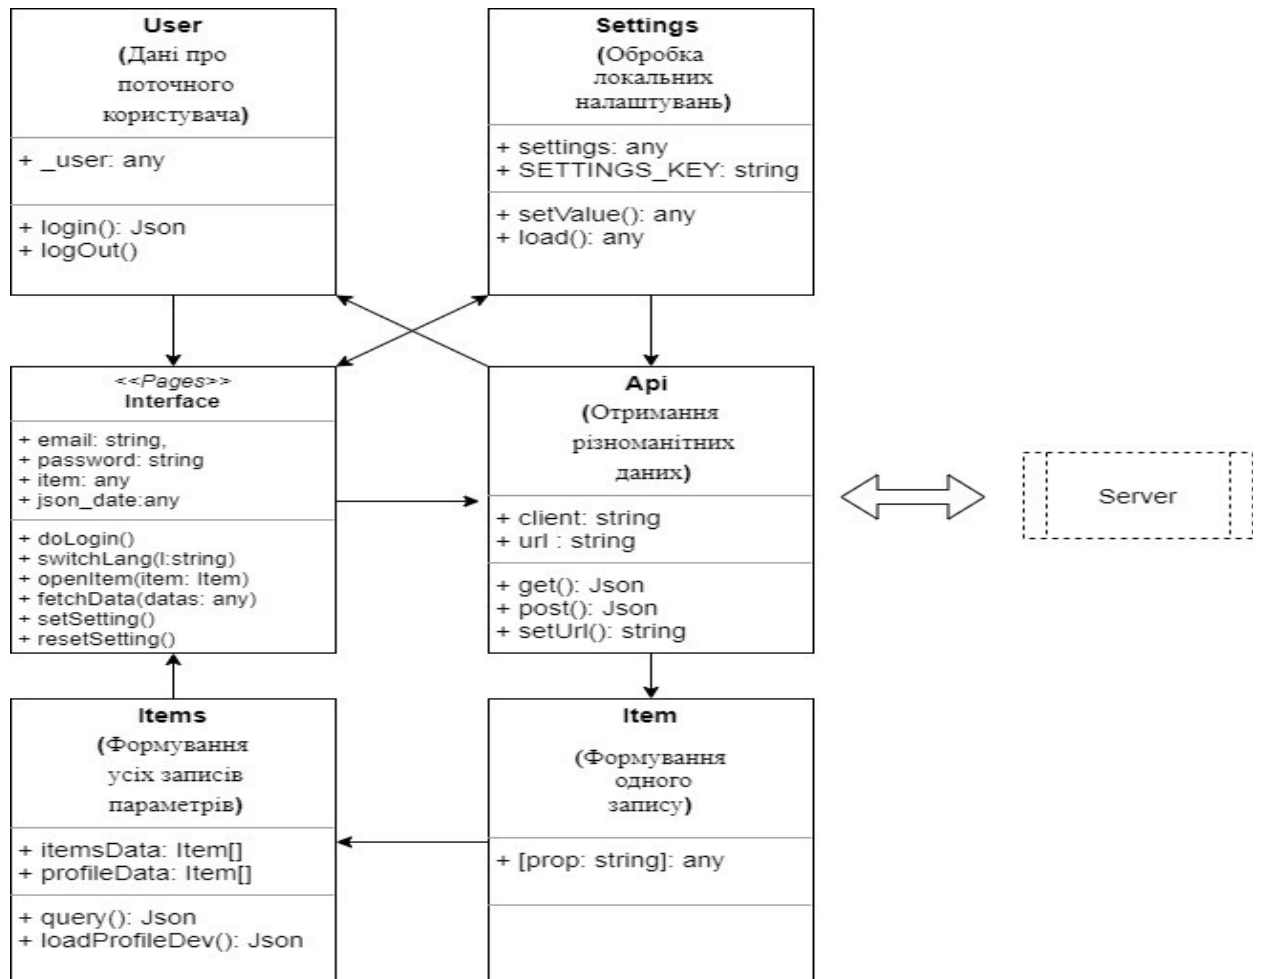 User
(Дані про
поточного
користувача)
+ _user: any
+ login(): Json
+ logOut()
Settings
(Обробка
локальних
налаштувань)
+ settings: any
+ SETTINGS_KEY: string
+ setValue(): any
+ load(): any
<<Pages>>
Interface
+ email: string,
+ password: string
+ item: any
+ json_date:any
+ doLogin()
+ switchLang(l:string)
+ openItem(item: Item)
+ fetchData(datas: any)
+ setSetting()
+ resetSetting()
Api
(Отримання
різноманітних
даних)
+ client: string
+ url : string
+ get(): Json
+ post(): Json
+ setUrl(): string
Server
Items
(Формування
усіх записів
параметрів)
+ itemsData: Item[]
+ profileData: Item[]
+ query(): Json
+ loadProfileDev(): Json
Item
(Формування
одного
запису)
+ [prop: string]: any